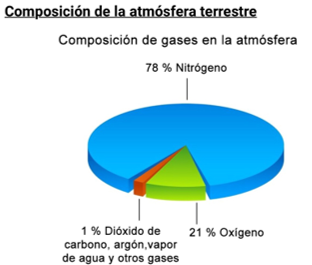 Composición de la atmósfera terrestre
Composición de gases en la atmósfera
78 % Nitrógeno
1 % Dióxido de
carbono, argón,vapor
de agua y otros gases
21 % Oxígeno